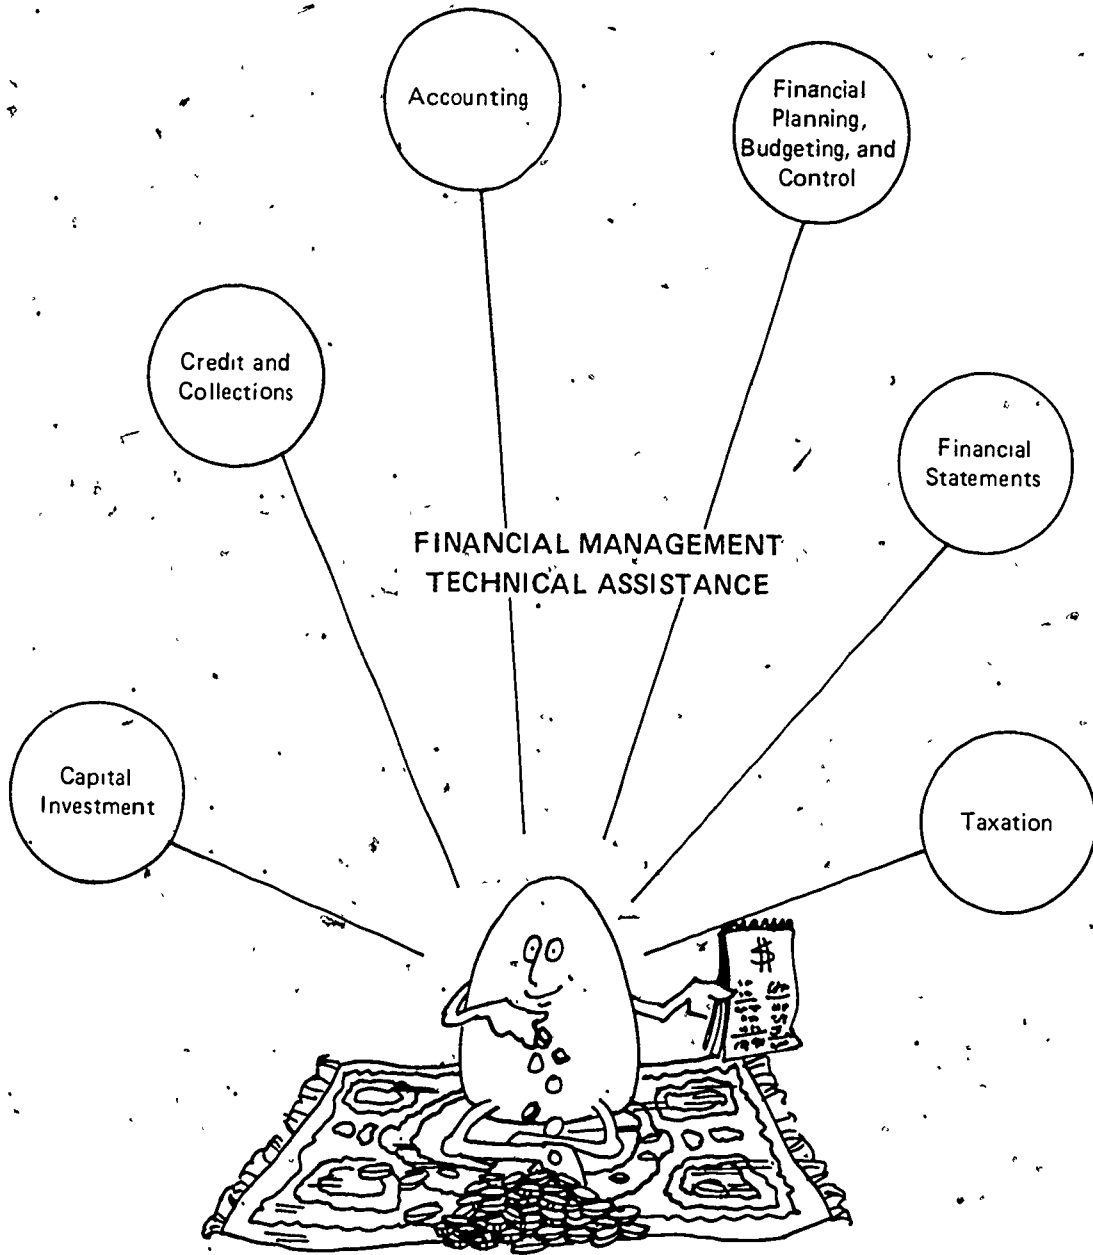 Accounting
Financial
Planning,
Budgeting, and
Control
Credit and
Collections
Financial
Statements
FINANCIAL MANAGEMENT
TECHNICAL ASSISTANCE
Capital
Investment
Taxation
$